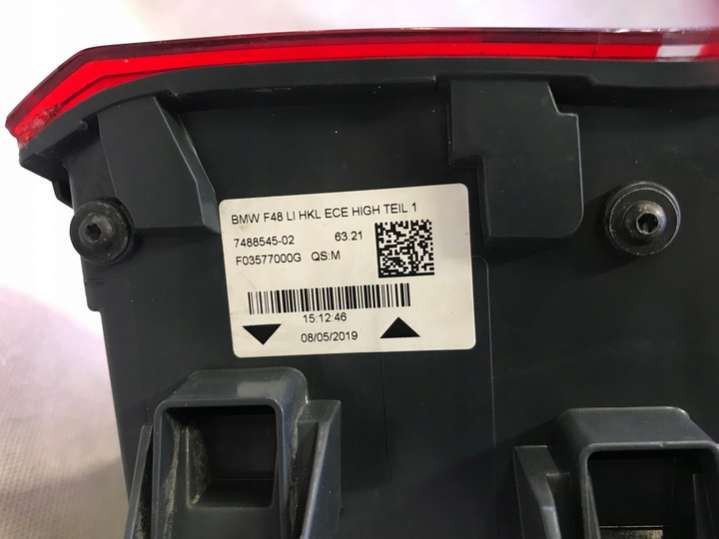 BMW F48 LI HKL ECE HIGH TEIL 1
7488545-02 63.21
F03577000G QS:M
15:12:46
08/05/2019